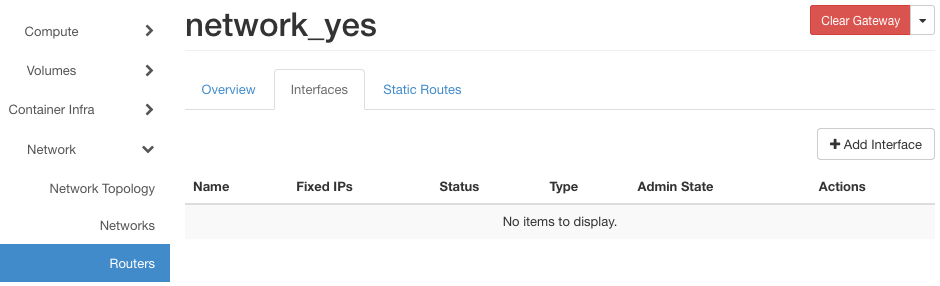 network_yes
Clear Gateway
Compute
Volumes
Container Infra
Network
Network Topology
Networks
Routers
Overview Interfaces Static Routes
Add Interface
Name Fixed IPs Status Type Admin State Actions
No items to display.